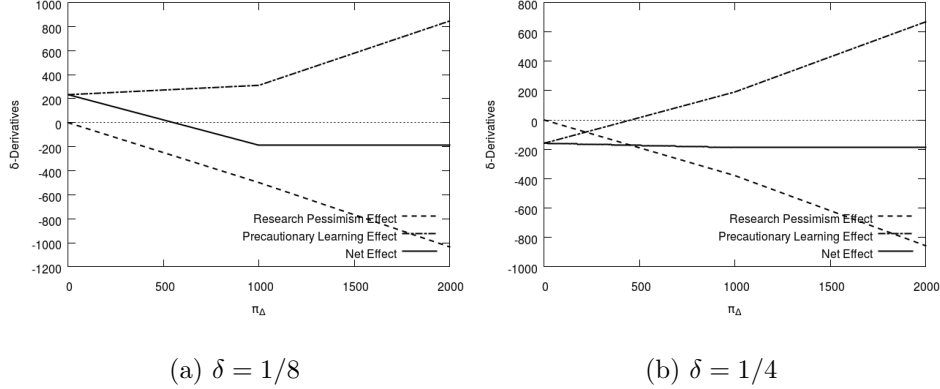 1000
800
600
400
200
0
-200
-400
-600
-800
-1000
-1200
δ-Derivatives
Research Pessimism Effect
Precautionary Learning Effect
Net Effect
0 500 1000 1500 2000
π_Δ
(a) δ = 1/8
800
600
400
200
0
-200
-400
-600
-800
-1000
δ-Derivatives
Research Pessimism Effect
Precautionary Learning Effect
Net Effect
0 500 1000 1500 2000
π_Δ
(b) δ = 1/4